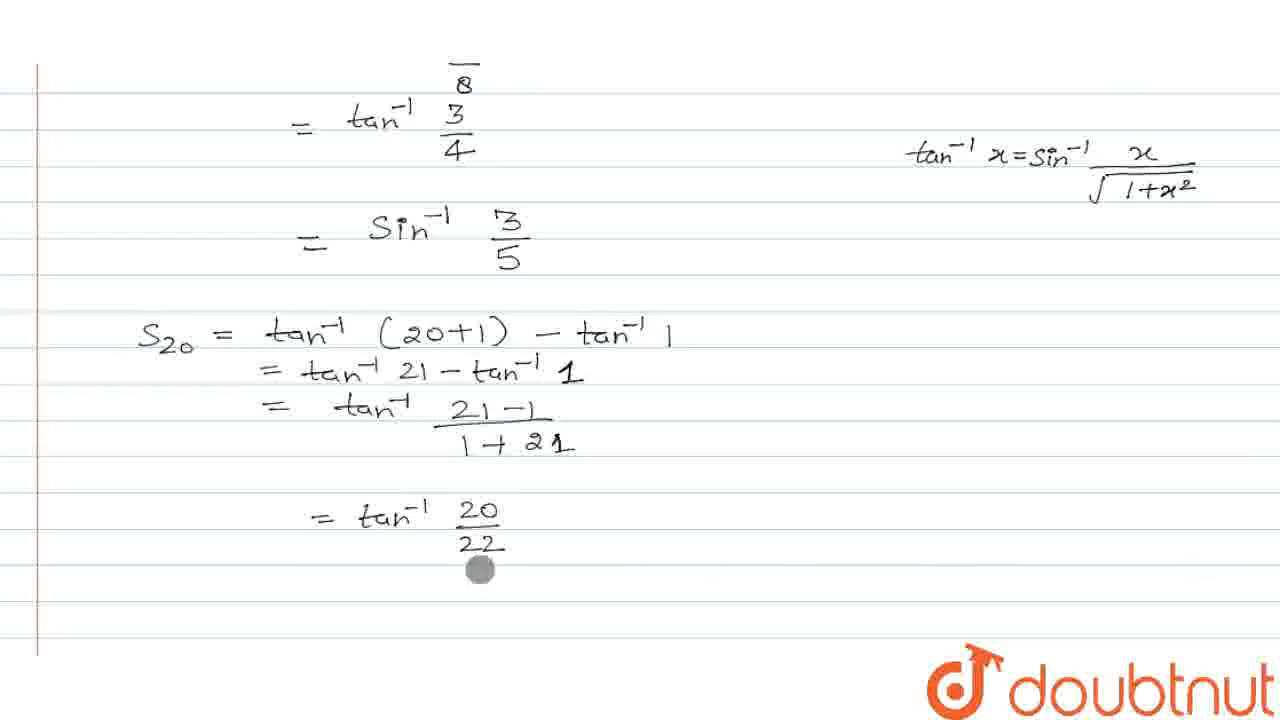 8
= tan⁻¹ 3/4
tan⁻¹ x = sin⁻¹ x/√(1+x²)
= Sin⁻¹ 3/5
S₂₀ = tan⁻¹ (20+1) − tan⁻¹ 1
= tan⁻¹ 21 − tan⁻¹ 1
= tan⁻¹ (21−1)/(1+21)
= tan⁻¹ 20/22
doubtnut